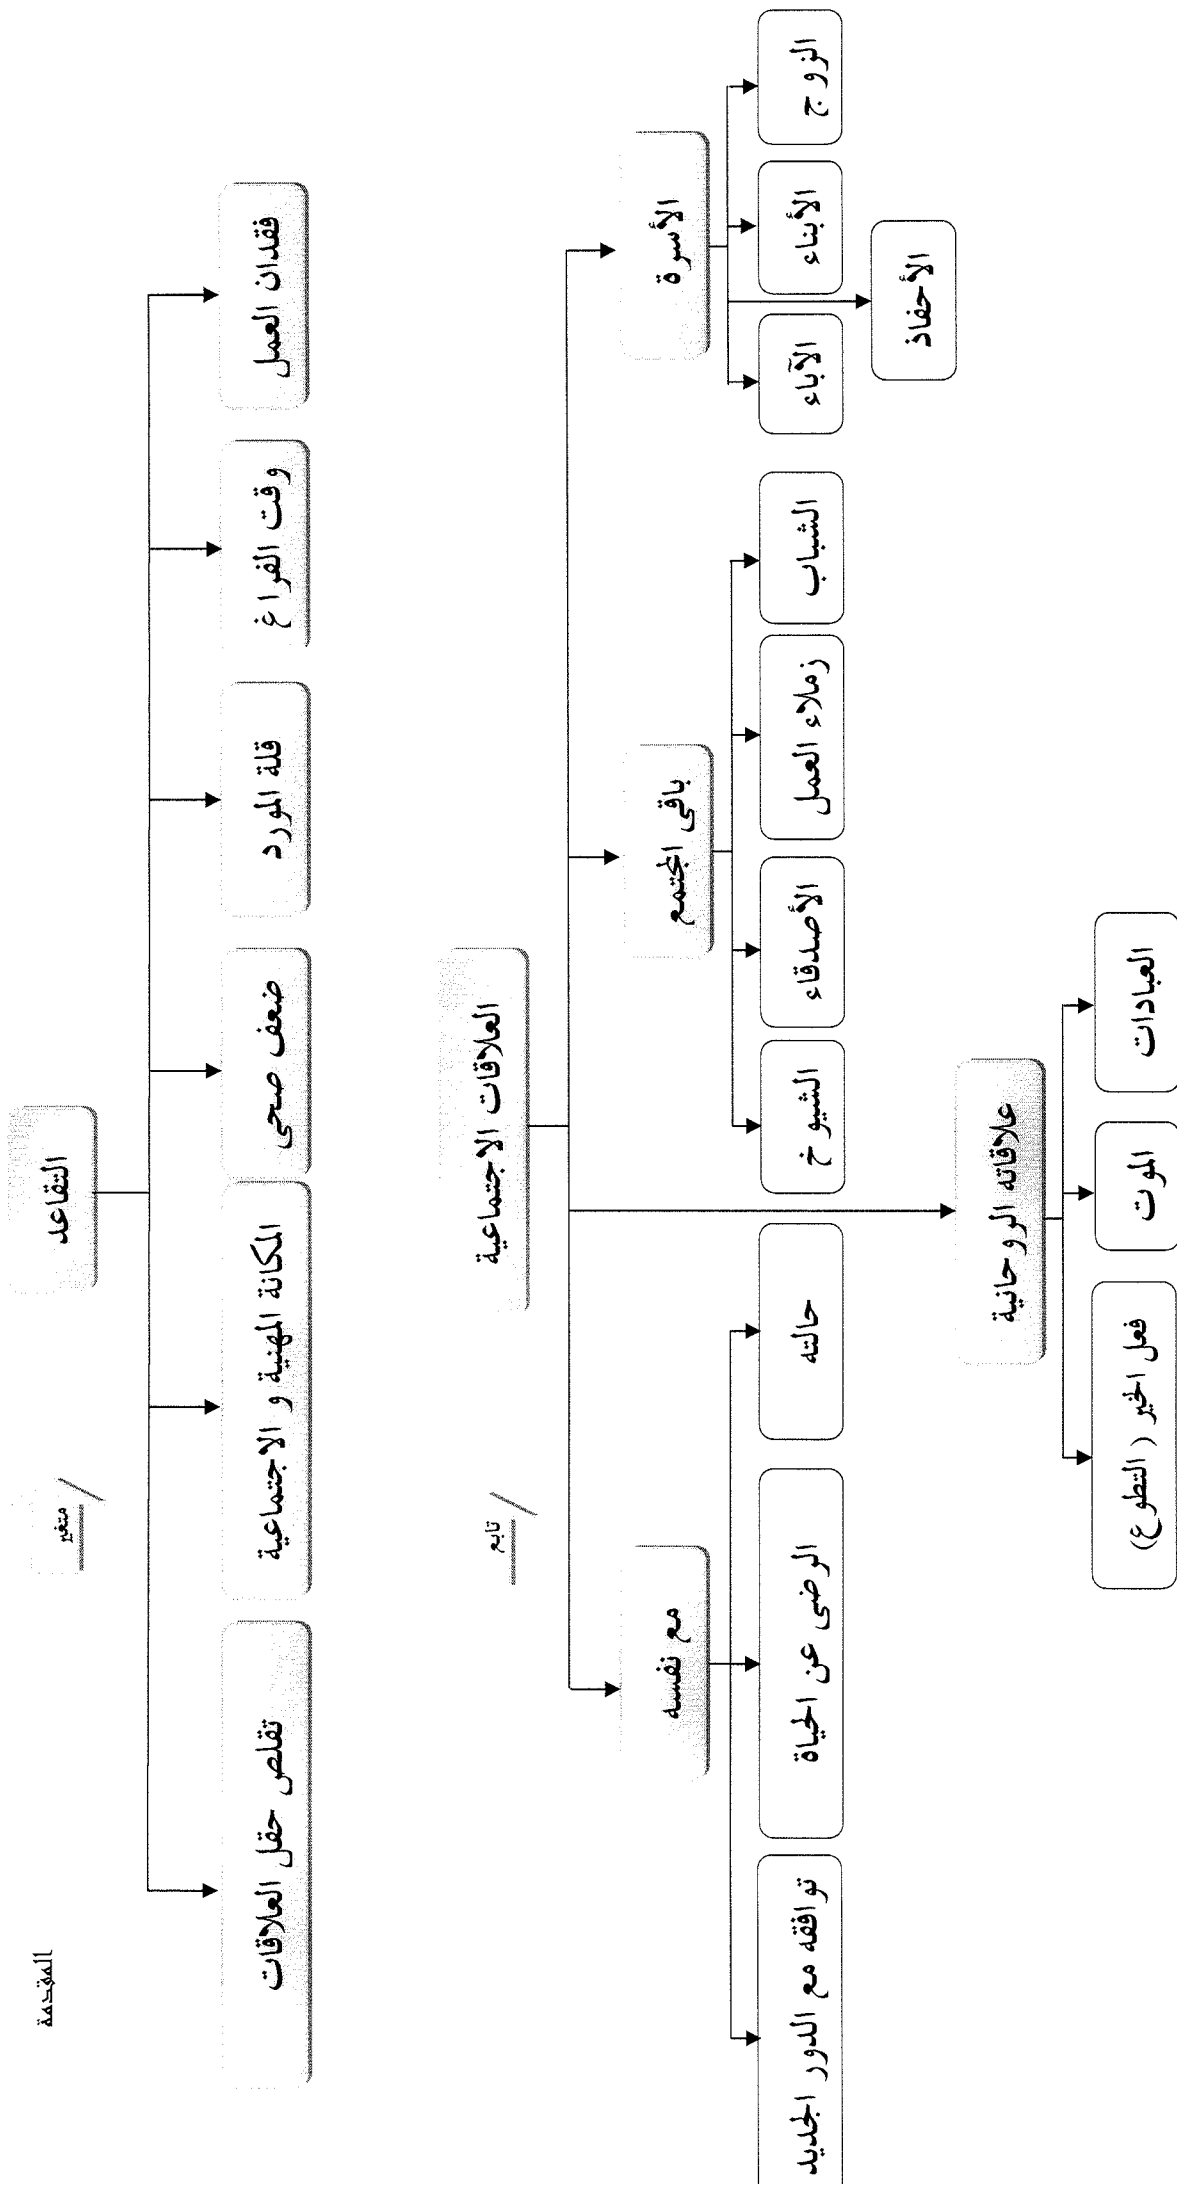 المقدمة
التقاعد
متغير /
فقدان العمل
وقت الفراغ
قلة المورد
ضعف صحى
المكانة المهنية و الاجتماعية
تقلص حقل العلاقات
العلاقات الاجتماعية
تابع /
الأسرة
باقى المجتمع
مع نفسه
الزوج
الأبناء
الآباء
الأحفاذ
الشباب
زملاء العمل
الأصدقاء
الشيوخ
حالته
الرضى عن الحياة
توافقه مع الدور الجديد
علاقاته الروحانية
العبادات
الموت
فعل الخير ( التطوع)